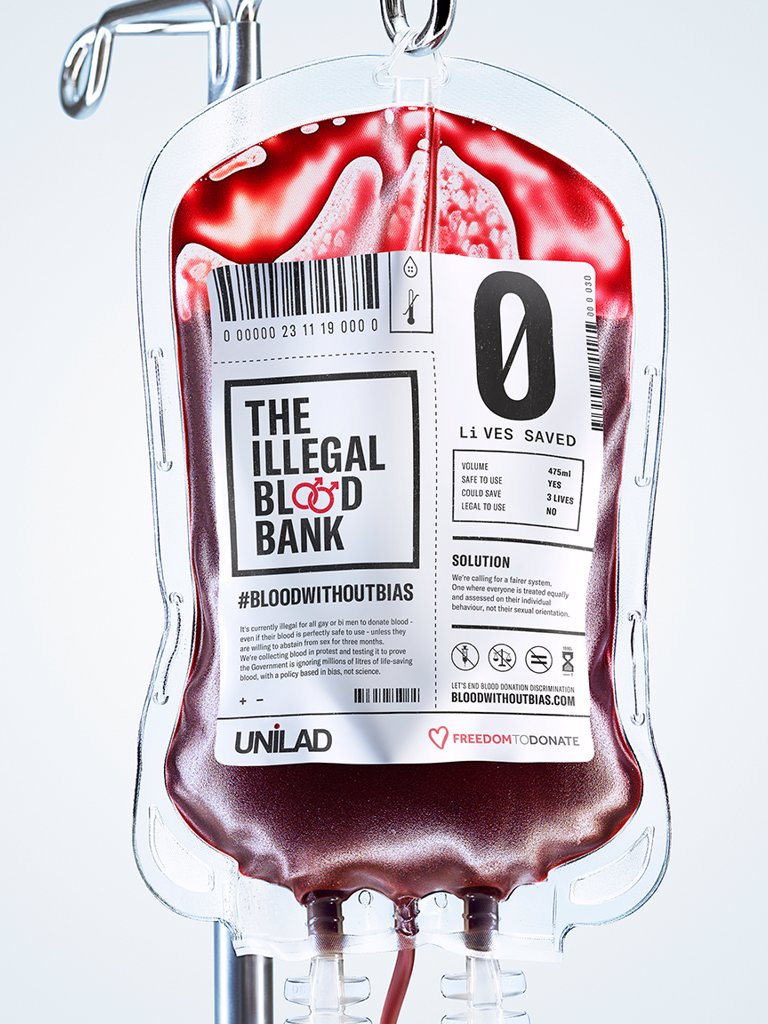 0 00000 23 11 19 000 0
THE
ILLEGAL
BLOOD
BANK
#BLOODWITHOUTBIAS
It's currently illegal for all gay or bi men to donate blood -
even if their blood is perfectly safe to use - unless they
are willing to abstain from sex for three months.
We're collecting blood in protest and testing it to prove
the Government is ignoring millions of litres of life-saving
blood, with a policy based in bias, not science.
+ −
UNILAD
0
00 0 030
LiVES SAVED
VOLUME 475ml
SAFE TO USE YES
COULD SAVE 3 LIVES
LEGAL TO USE NO
SOLUTION
We're calling for a fairer system.
One where everyone is treated equally
and assessed on their individual
behaviour, not their sexual orientation.
LET'S END BLOOD DONATION DISCRIMINATION
BLOODWITHOUTBIAS.COM
FREEDOMTODONATE